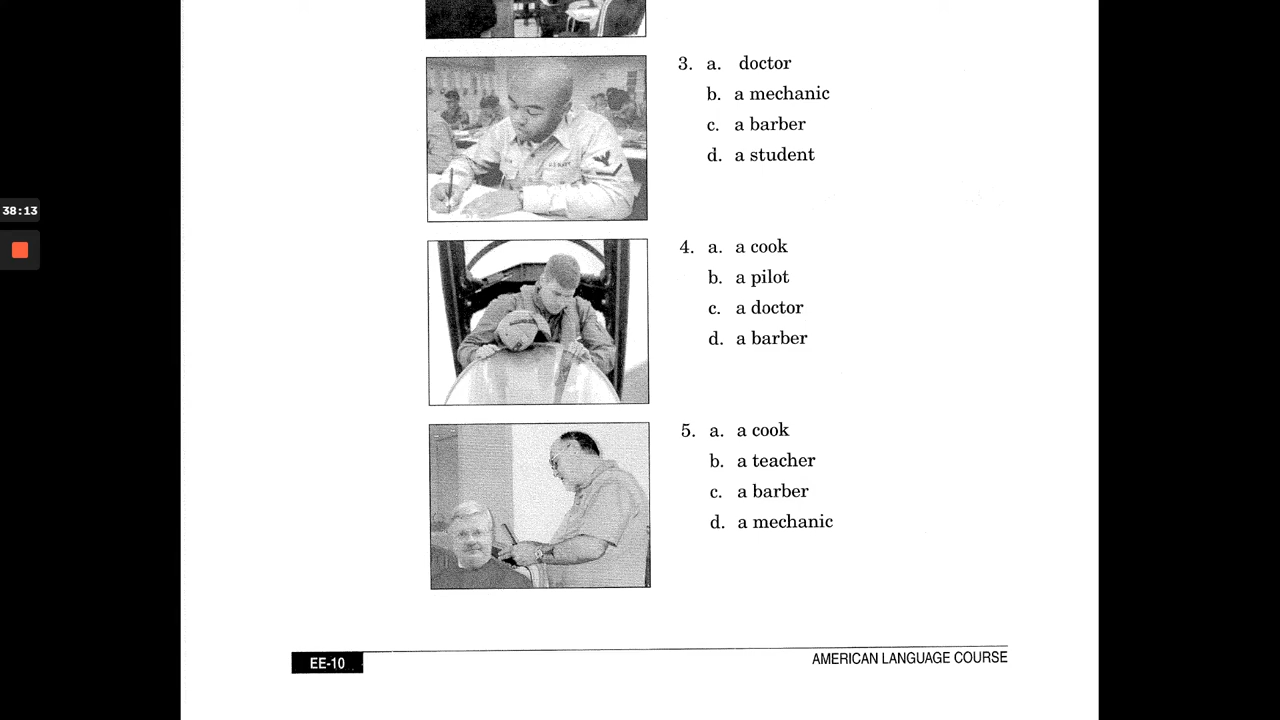 3. a. doctor
b. a mechanic
c. a barber
d. a student
38:13
4. a. a cook
b. a pilot
c. a doctor
d. a barber
5. a. a cook
b. a teacher
c. a barber
d. a mechanic
EE-10
AMERICAN LANGUAGE COURSE